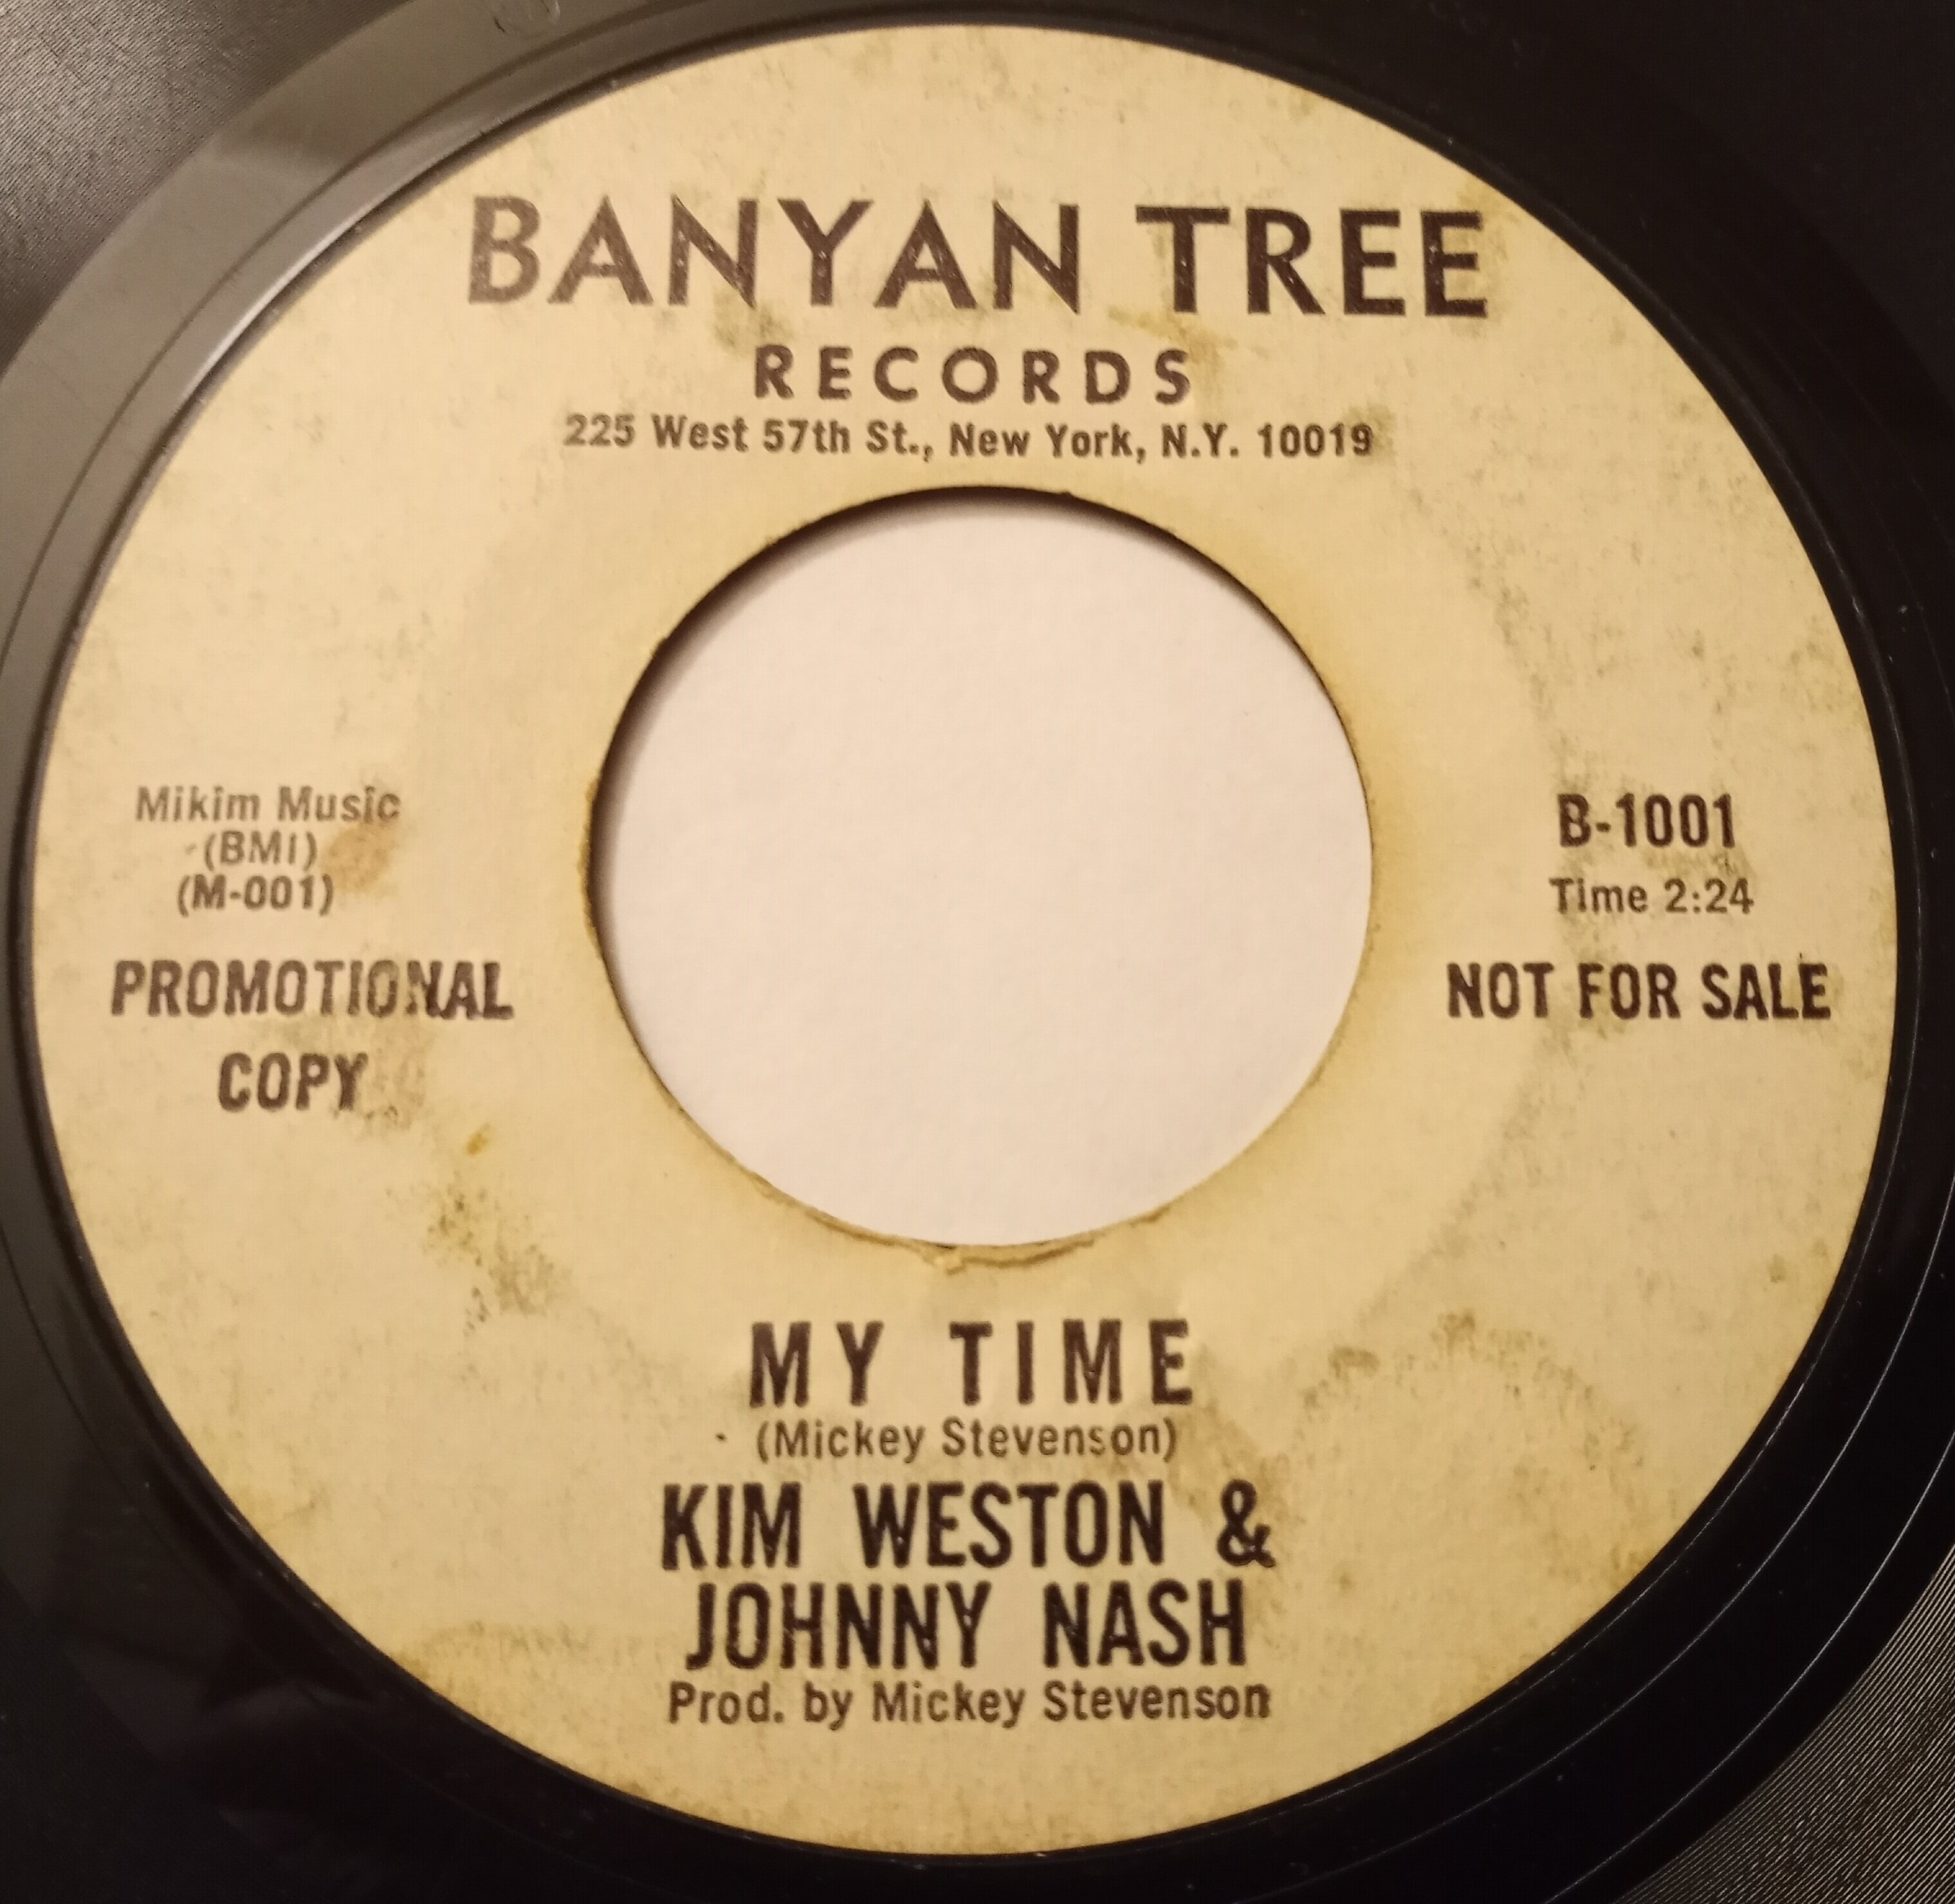 BANYAN TREE
RECORDS
225 West 57th St., New York, N.Y. 10019
Mikim Music
(BMI)
(M-001)
PROMOTIONAL
COPY
B-1001
Time 2:24
NOT FOR SALE
MY TIME
(Mickey Stevenson)
KIM WESTON &
JOHNNY NASH
Prod. by Mickey Stevenson